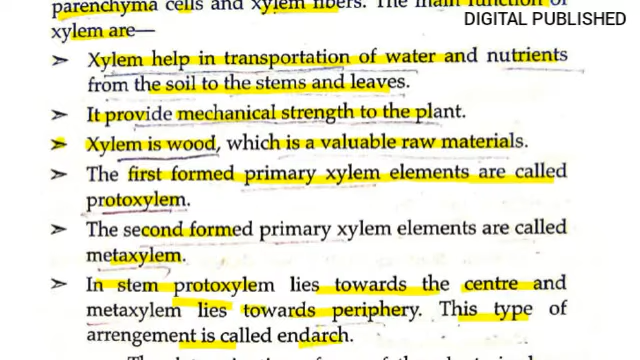 parenchyma cells and xylem fibers. The main function of
DIGITAL PUBLISHED
xylem are—
➢ Xylem help in transportation of water and nutrients
from the soil to the stems and leaves.
➢ It provide mechanical strength to the plant.
➢ Xylem is wood, which is a valuable raw materials.
➢ The first formed primary xylem elements are called
protoxylem.
➢ The second formed primary xylem elements are called
metaxylem.
➢ In stem protoxylem lies towards the centre and
metaxylem lies towards periphery. This type of
arrengement is called endarch.